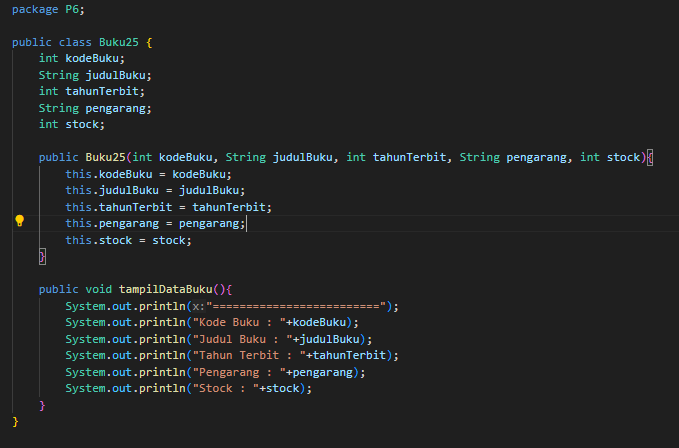 package P6;

public class Buku25 {
    int kodeBuku;
    String judulBuku;
    int tahunTerbit;
    String pengarang;
    int stock;

    public Buku25(int kodeBuku, String judulBuku, int tahunTerbit, String pengarang, int stock){
        this.kodeBuku = kodeBuku;
        this.judulBuku = judulBuku;
        this.tahunTerbit = tahunTerbit;
        this.pengarang = pengarang;
        this.stock = stock;
    }

    public void tampilDataBuku(){
        System.out.println(x:"=========================");
        System.out.println("Kode Buku : "+kodeBuku);
        System.out.println("Judul Buku : "+judulBuku);
        System.out.println("Tahun Terbit : "+tahunTerbit);
        System.out.println("Pengarang : "+pengarang);
        System.out.println("Stock : "+stock);
    }
}